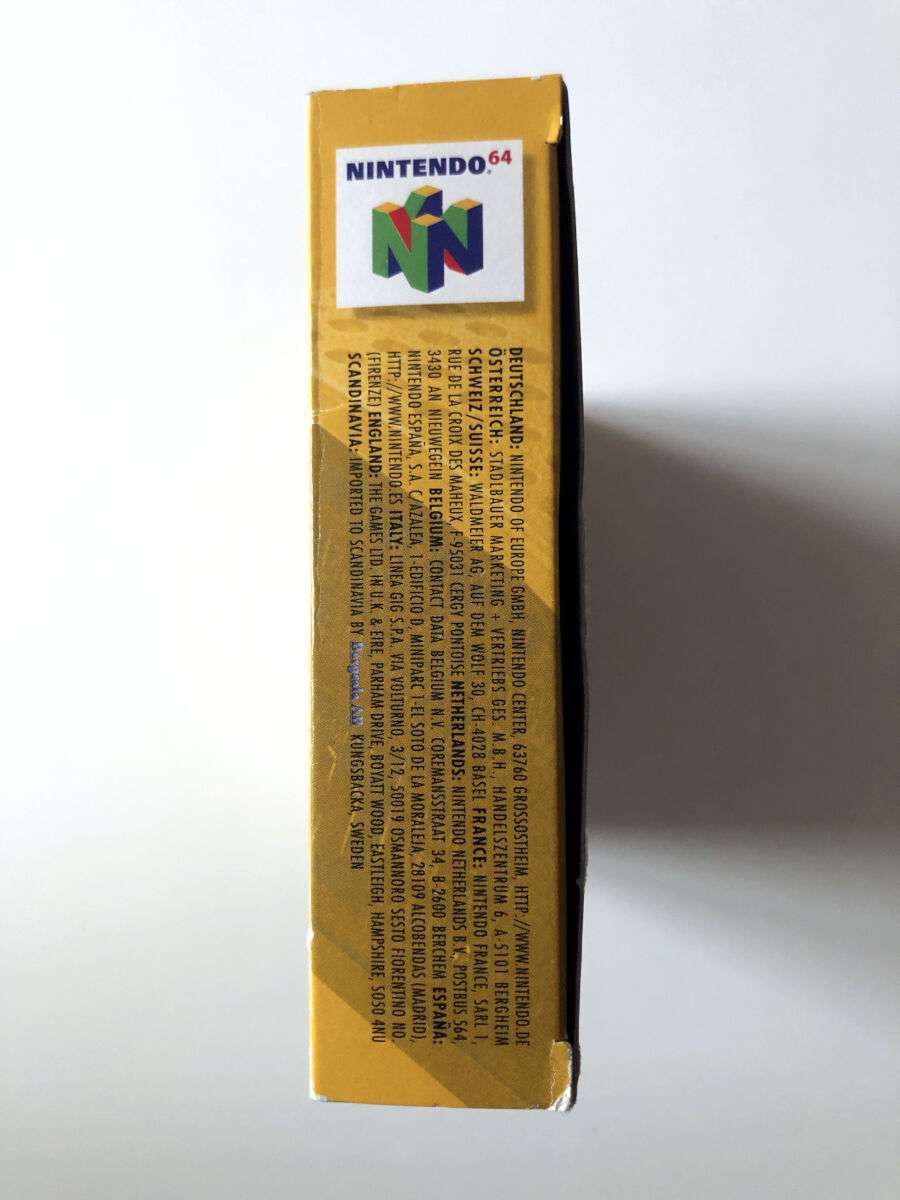 NINTENDO 64
DEUTSCHLAND: NINTENDO OF EUROPE GMBH, NINTENDO CENTER, 63760 GROSSOSTHEIM, HTTP://WWW.NINTENDO.DE
ÖSTERREICH: STADLBAUER MARKETING + VERTRIEBS GES. M.B.H., HANDELSZENTRUM 6, A-5101 BERGHEIM
SCHWEIZ/SUISSE: WALDMEIER AG, AUF DEM WOLF 30, CH-4028 BASEL FRANCE: NINTENDO FRANCE, SARL 1,
RUE DE LA CROIX DES MAHEUX, F-95031 CERGY PONTOISE NETHERLANDS: NINTENDO NETHERLANDS B.V., POSTBUS 564,
3430 AN NIEUWEGEIN BELGIUM: CONTACT DATA BELGIUM N.V. COREMANSSTRAAT 34, B-2600 BERCHEM ESPAÑA:
NINTENDO ESPAÑA, S.A. C/AZALEA, 1-EDIFICIO D, MINIPARC 1-EL SOTO DE LA MORALEJA, 28109 ALCOBENDAS (MADRID),
HTTP://WWW.NINTENDO.ES ITALY: LINEA GIG S.P.A. VIA VOLTURNO, 3/12, 50019 OSMANNORO SESTO FIORENTINO NO.
(FIRENZE) ENGLAND: THE GAMES LTD. IN U.K. & EIRE, PARHAM DRIVE, BOYATT WOOD, EASTLEIGH, HAMPSHIRE, SO50 4NU
SCANDINAVIA: IMPORTED TO SCANDINAVIA BY Bergsala AB KUNGSBACKA, SWEDEN